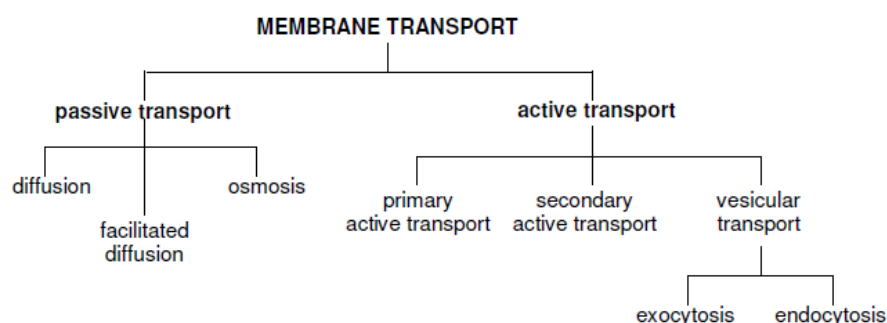 MEMBRANE TRANSPORT
passive transport
active transport
diffusion
facilitated
diffusion
osmosis
primary
active transport
secondary
active transport
vesicular
transport
exocytosis
endocytosis